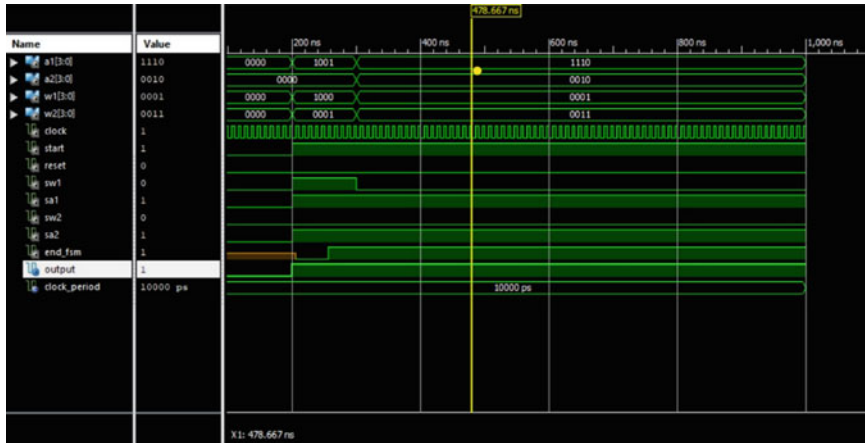 478.667 ns
Name Value
200 ns 400 ns 600 ns 800 ns 1,000 ns
a1[3:0] 1110 0000 1001 1110
a2[3:0] 0010 0000 0010
w1[3:0] 0001 0000 1000 0001
w2[3:0] 0011 0000 0001 0011
clock 1
start 1
reset 0
sw1 0
sa1 1
sw2 0
sa2 1
end_fsm 1
output 1
clock_period 10000 ps 10000 ps
X1: 478.667 ns